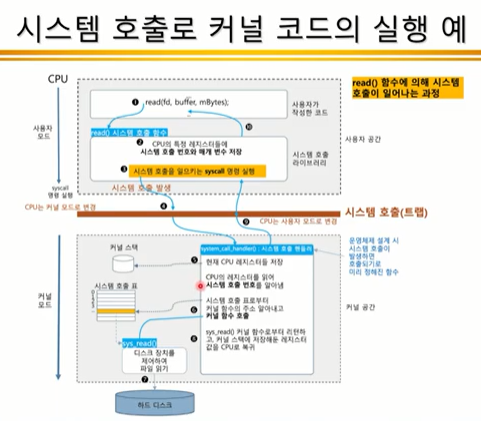 시스템 호출로 커널 코드의 실행 예
CPU
read() 함수에 의해 시스템
호출이 일어나는 과정
❶ read(fd, buffer, mBytes);
사용자가
작성한 코드
사용자
모드
read() 시스템 호출 함수
❿
사용자 공간
❷ CPU의 특정 레지스터들에
시스템 호출 번호와 매개 변수 저장
시스템 호출
라이브러리
❸ 시스템 호출을 일으키는 syscall 명령 실행
syscall
명령 실행
시스템 호출 발생
CPU는 커널 모드로 변경
❹
시스템 호출(트랩)
❾
CPU는 사용자 모드로 변경
system_call_handler() : 시스템 호출 핸들러
운영체제 설계 시
시스템 호출이
발생하면
호출되기로
미리 정해진 함수
커널 스택
❺ 현재 CPU 레지스터들 저장
CPU의 레지스터를 읽어
시스템 호출 번호를 알아냄
커널
모드
시스템 호출 표
❻ 시스템 호출 표로부터
커널 함수의 주소 알아내고
커널 함수 호출
커널 공간
sys_read()
❽ sys_read() 커널 함수로부터 리턴하
고, 커널 스택에 저장해둔 레지스터
값을 CPU로 복귀
디스크 장치를
제어하여
파일 읽기
❼
하드 디스크